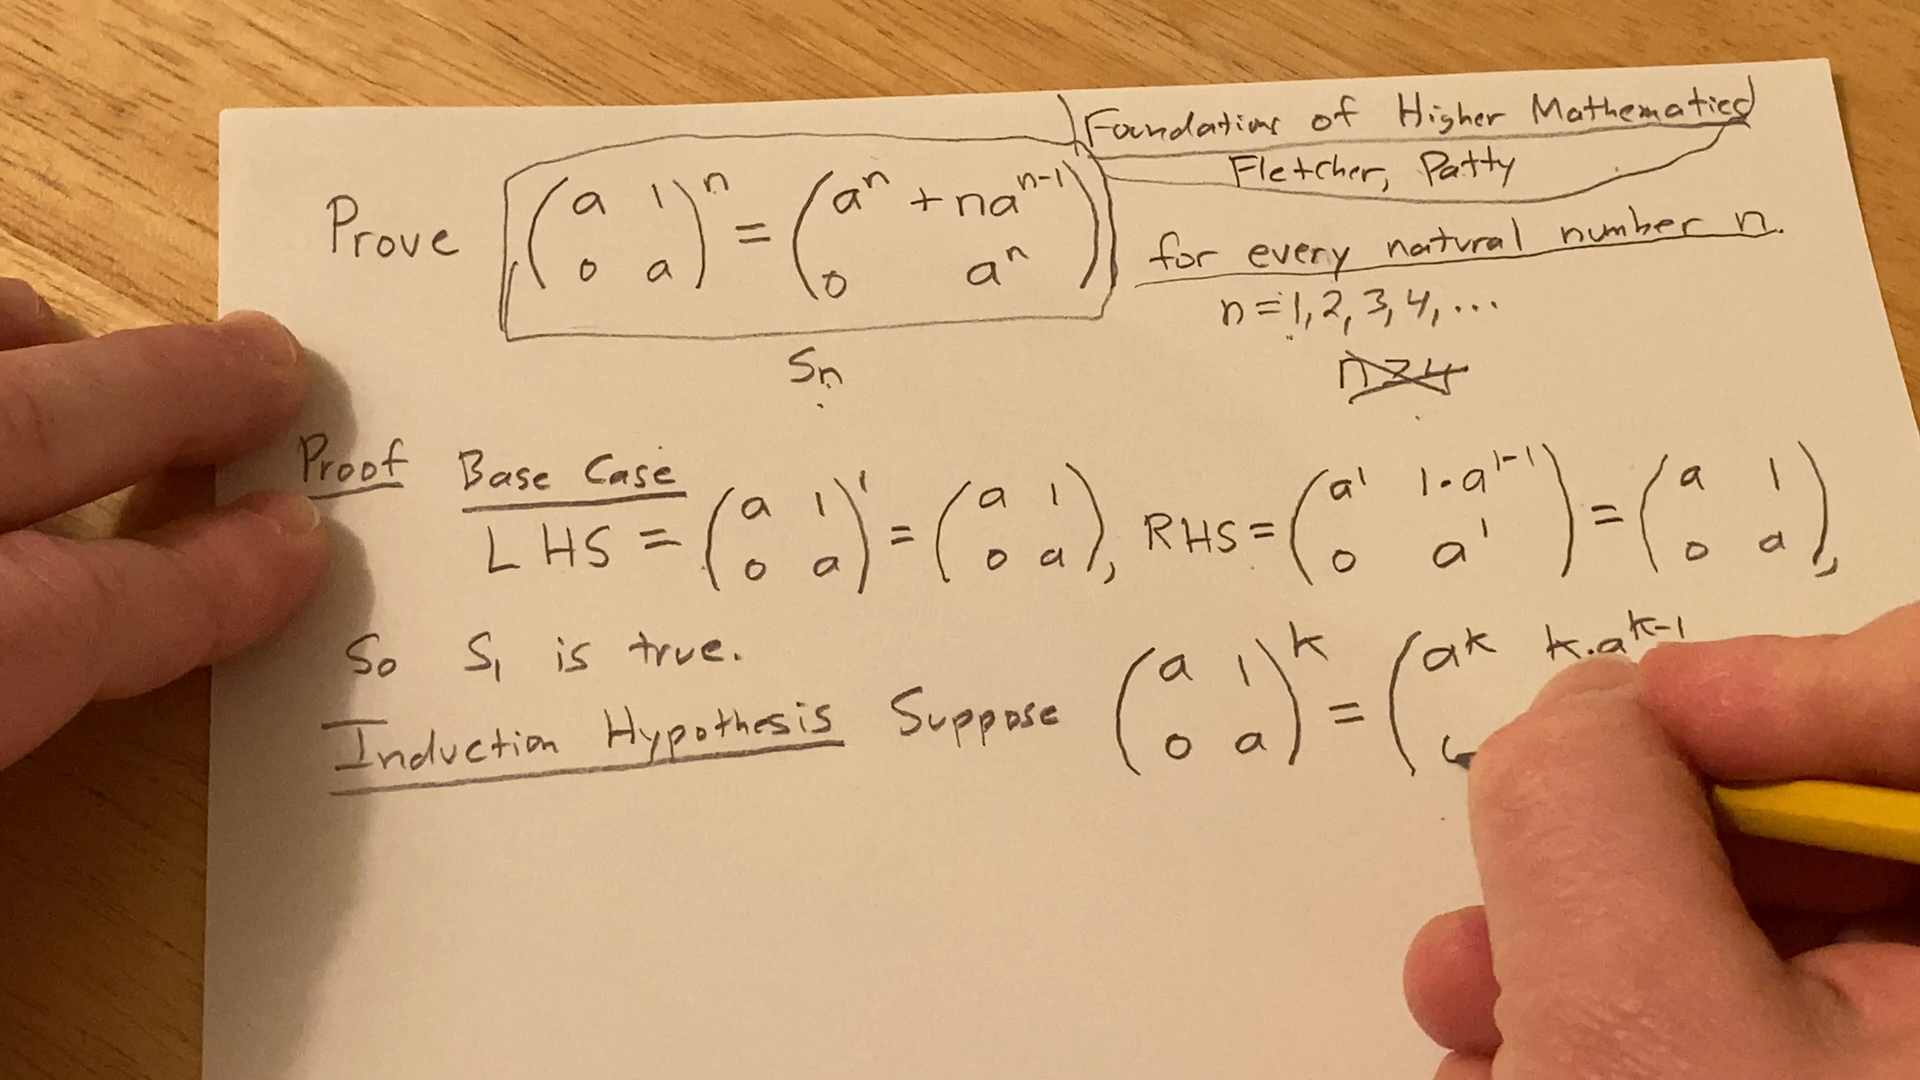 Foundations of Higher Mathematics
Fletcher, Patty
Prove (a 1
0 a)^n = (a^n + na^{n-1}
0 a^n) for every natural number n.
n = 1, 2, 3, 4, ...
Sn
Proof Base Case
LHS = (a 1
0 a)^1 = (a 1
0 a), RHS = (a^1 1·a^{1-1}
0 a^1) = (a 1
0 a),
So S_1 is true.
Induction Hypothesis Suppose (a 1
0 a)^k = (a^k k·a^{k-1}